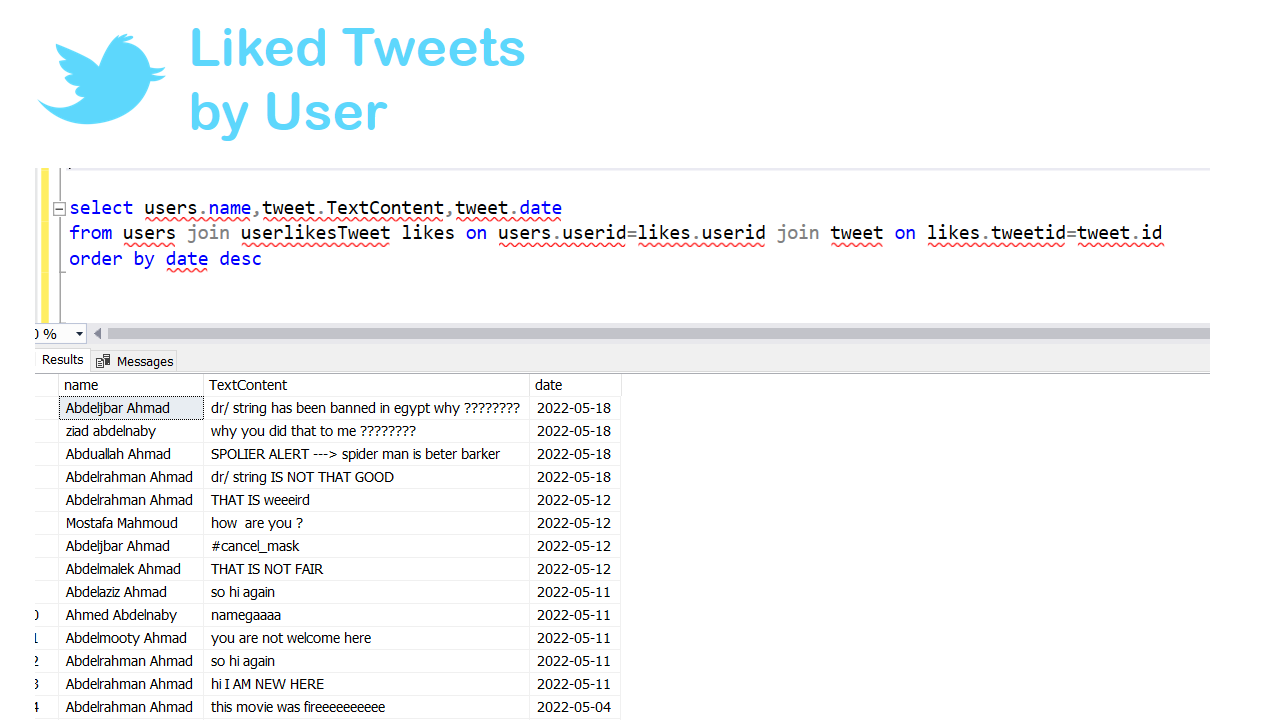 Liked Tweets
by User
select users.name,tweet.TextContent,tweet.date
from users join userlikesTweet likes on users.userid=likes.userid join tweet on likes.tweetid=tweet.id
order by date desc
0 %
Results Messages
name TextContent date
Abdeljbar Ahmad dr/ string has been banned in egypt why ???????? 2022-05-18
ziad abdelnaby why you did that to me ???????? 2022-05-18
Abduallah Ahmad SPOLIER ALERT ---> spider man is beter barker 2022-05-18
Abdelrahman Ahmad dr/ string IS NOT THAT GOOD 2022-05-18
Abdelrahman Ahmad THAT IS weeeird 2022-05-12
Mostafa Mahmoud how  are you ? 2022-05-12
Abdeljbar Ahmad #cancel_mask 2022-05-12
Abdelmalek Ahmad THAT IS NOT FAIR 2022-05-12
Abdelaziz Ahmad so hi again 2022-05-11
0 Ahmed Abdelnaby namegaaaa 2022-05-11
1 Abdelmooty Ahmad you are not welcome here 2022-05-11
2 Abdelrahman Ahmad so hi again 2022-05-11
3 Abdelrahman Ahmad hi I AM NEW HERE 2022-05-11
4 Abdelrahman Ahmad this movie was fireeeeeeeeee 2022-05-04